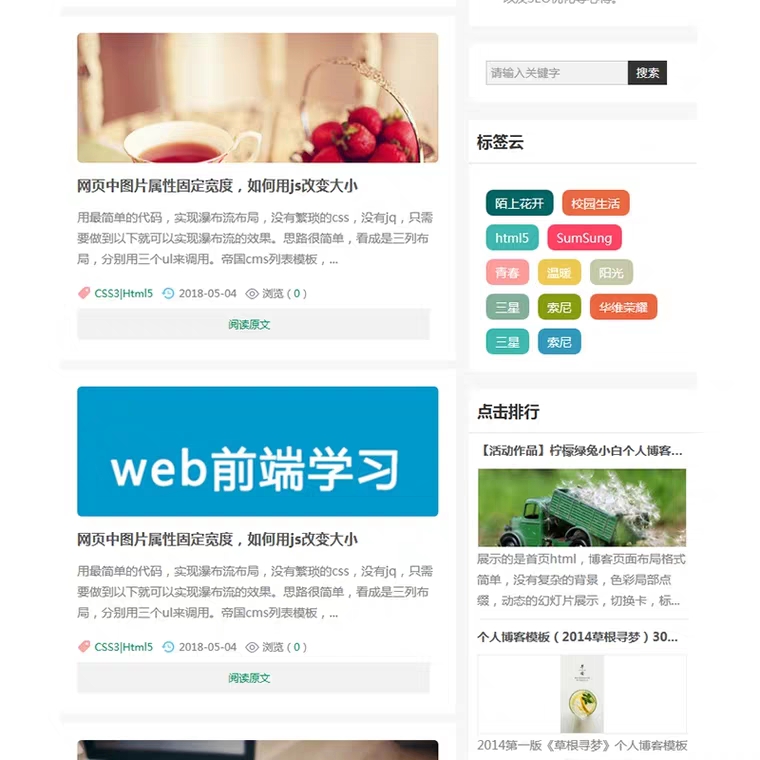 网页中图片属性固定宽度，如何用js改变大小
用最简单的代码，实现瀑布流布局，没有繁琐的css，没有jq，只需
要做到以下就可以实现瀑布流的效果。思路很简单，看成是三列布
局，分别用三个ul来调用。帝国cms列表模板，...
CSS3|Html5 2018-05-04 浏览 ( 0 )
阅读原文
web前端学习
网页中图片属性固定宽度，如何用js改变大小
用最简单的代码，实现瀑布流布局，没有繁琐的css，没有jq，只需
要做到以下就可以实现瀑布流的效果。思路很简单，看成是三列布
局，分别用三个ul来调用。帝国cms列表模板，...
CSS3|Html5 2018-05-04 浏览 ( 0 )
阅读原文
请输入关键字 搜索
标签云
陌上花开 校园生活
html5 SumSung
青春 温暖 阳光
三星 索尼 华维荣耀
三星 索尼
点击排行
【活动作品】柠檬绿兔小白个人博客...
展示的是首页html，博客页面布局格式
简单，没有复杂的背景，色彩局部点
缀，动态的幻灯片展示，切换卡，标...
个人博客模板（2014草根寻梦）30...
2014第一版《草根寻梦》个人博客模板